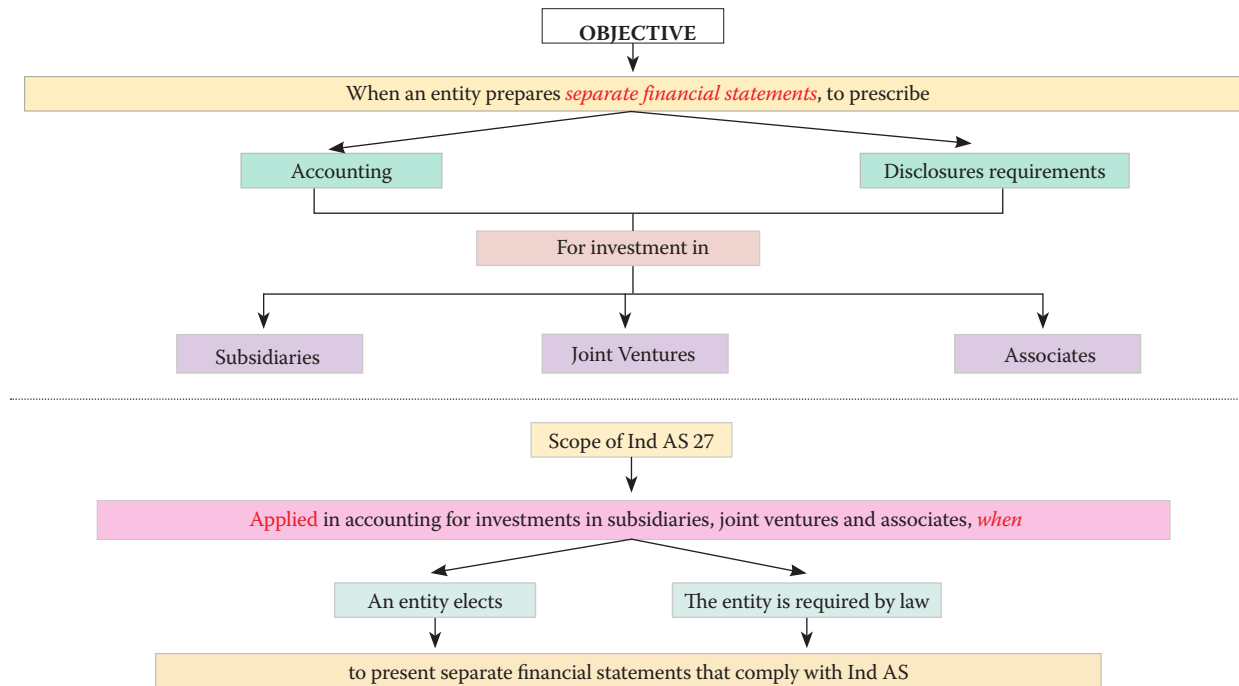 OBJECTIVE
When an entity prepares separate financial statements, to prescribe
Accounting
Disclosures requirements
For investment in
Subsidiaries
Joint Ventures
Associates
Scope of Ind AS 27
Applied in accounting for investments in subsidiaries, joint ventures and associates, when
An entity elects
The entity is required by law
to present separate financial statements that comply with Ind AS